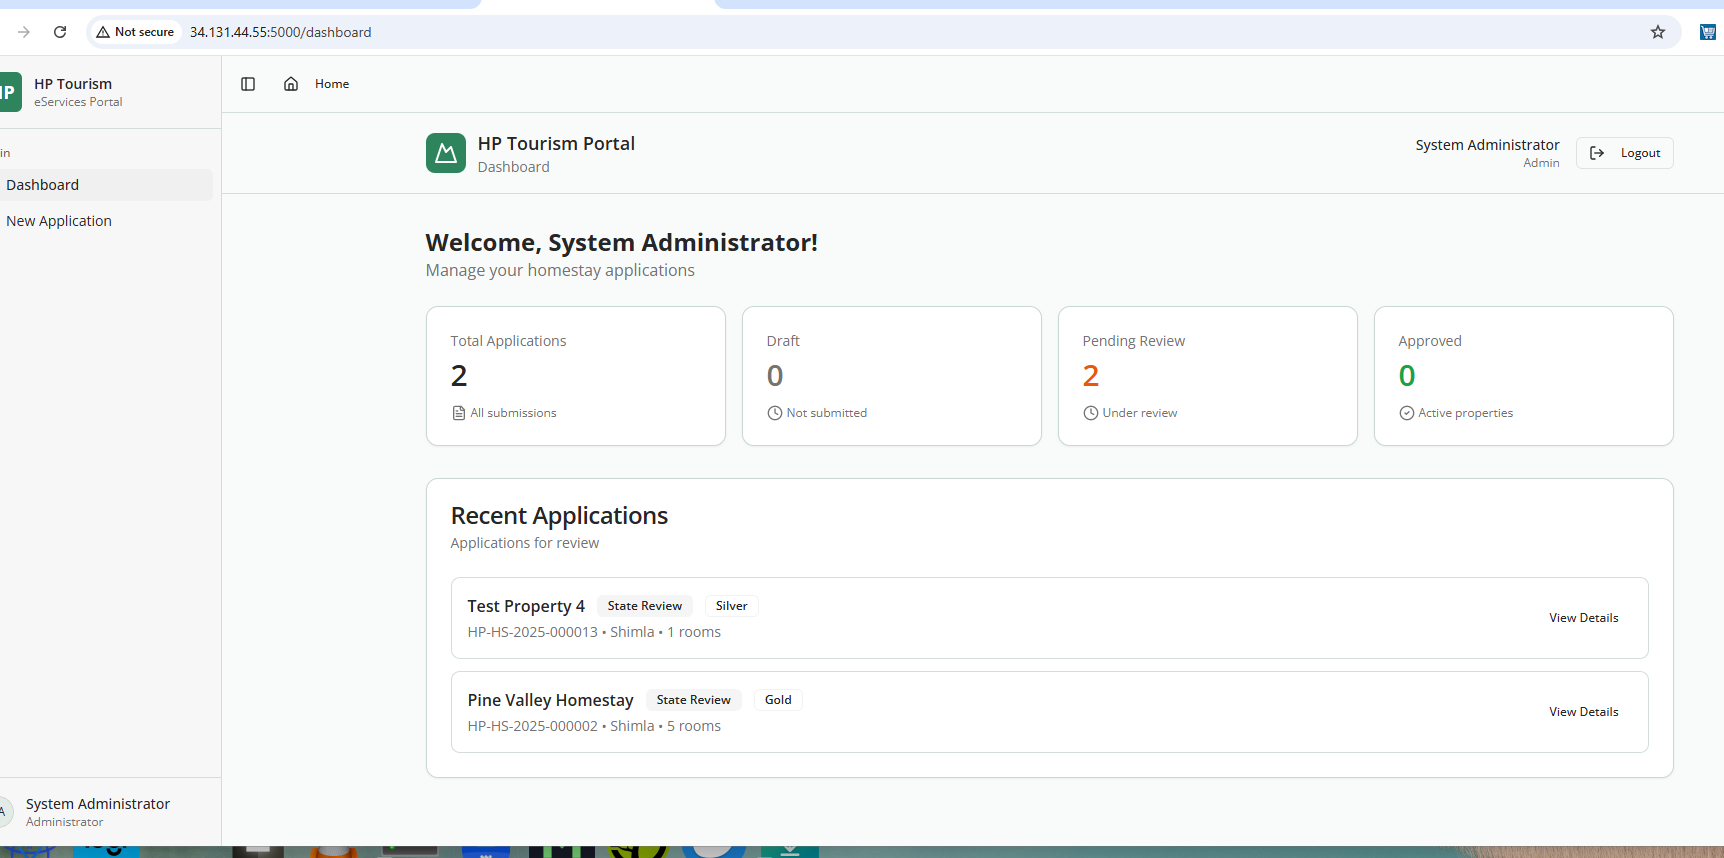 Not secure 34.131.44.55:5000/dashboard
HP Tourism
eServices Portal
Home
HP Tourism Portal
Dashboard
System Administrator
Admin
Logout
in
Dashboard
New Application
Welcome, System Administrator!
Manage your homestay applications
Total Applications
2
All submissions
Draft
0
Not submitted
Pending Review
2
Under review
Approved
0
Active properties
Recent Applications
Applications for review
Test Property 4 State Review Silver
HP-HS-2025-000013 • Shimla • 1 rooms
View Details
Pine Valley Homestay State Review Gold
HP-HS-2025-000002 • Shimla • 5 rooms
View Details
A
System Administrator
Administrator